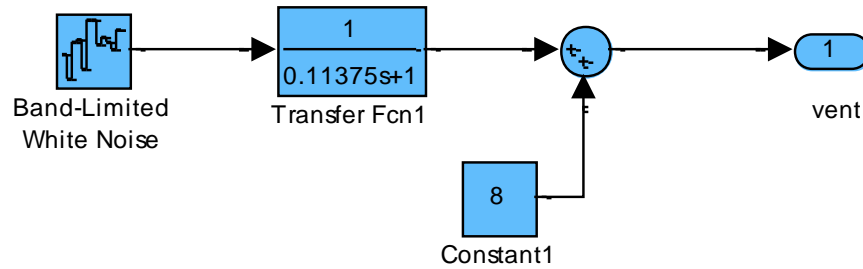 1
0.11375s+1
Band-Limited
White Noise
Transfer Fcn1
+
+
1
vent
8
Constant1